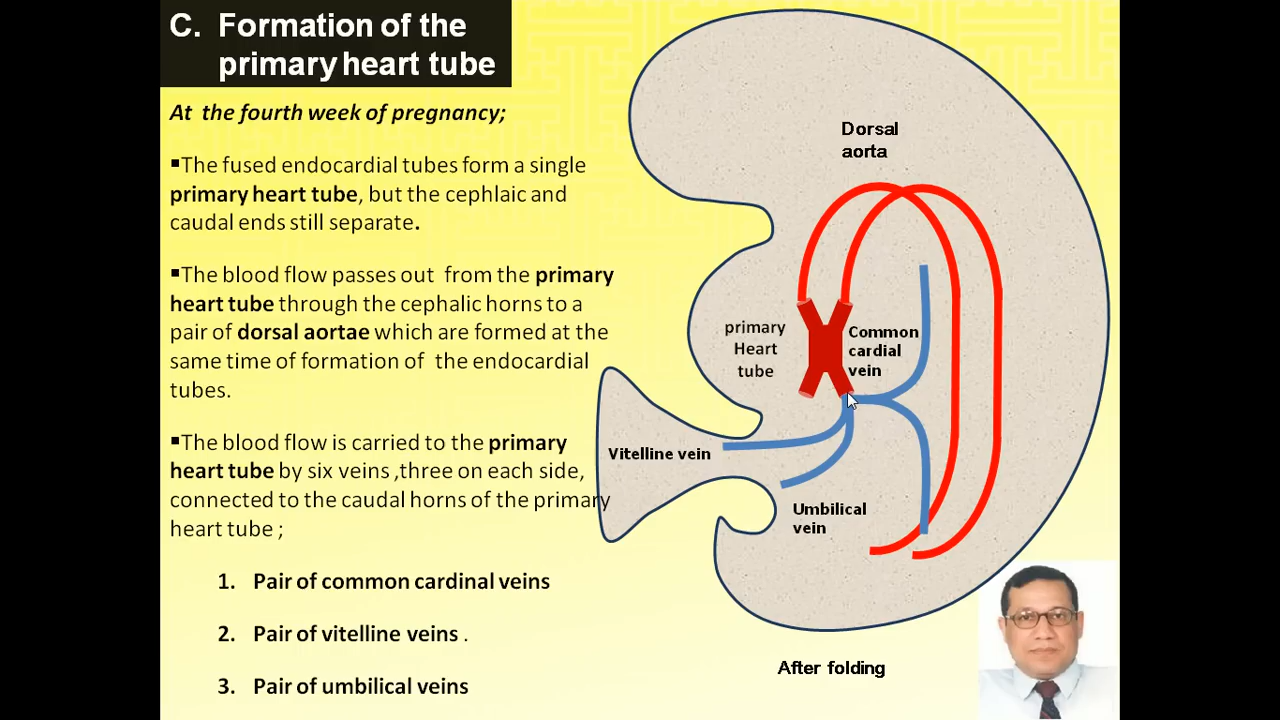 C. Formation of the
primary heart tube
At the fourth week of pregnancy;
▪The fused endocardial tubes form a single
primary heart tube, but the cephlaic and
caudal ends still separate.
▪The blood flow passes out from the primary
heart tube through the cephalic horns to a
pair of dorsal aortae which are formed at the
same time of formation of the endocardial
tubes.
▪The blood flow is carried to the primary
heart tube by six veins ,three on each side,
connected to the caudal horns of the primary
heart tube ;
1. Pair of common cardinal veins
2. Pair of vitelline veins .
3. Pair of umbilical veins
Dorsal
aorta
primary
Heart
tube
Common
cardial
vein
Vitelline vein
Umbilical
vein
After folding